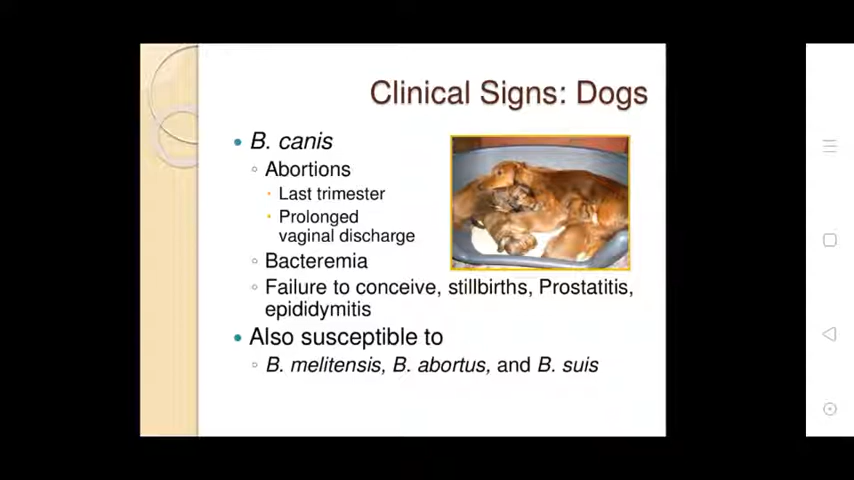 Clinical Signs: Dogs
B. canis
Abortions
Last trimester
Prolonged
vaginal discharge
Bacteremia
Failure to conceive, stillbirths, Prostatitis,
epididymitis
Also susceptible to
B. melitensis, B. abortus, and B. suis